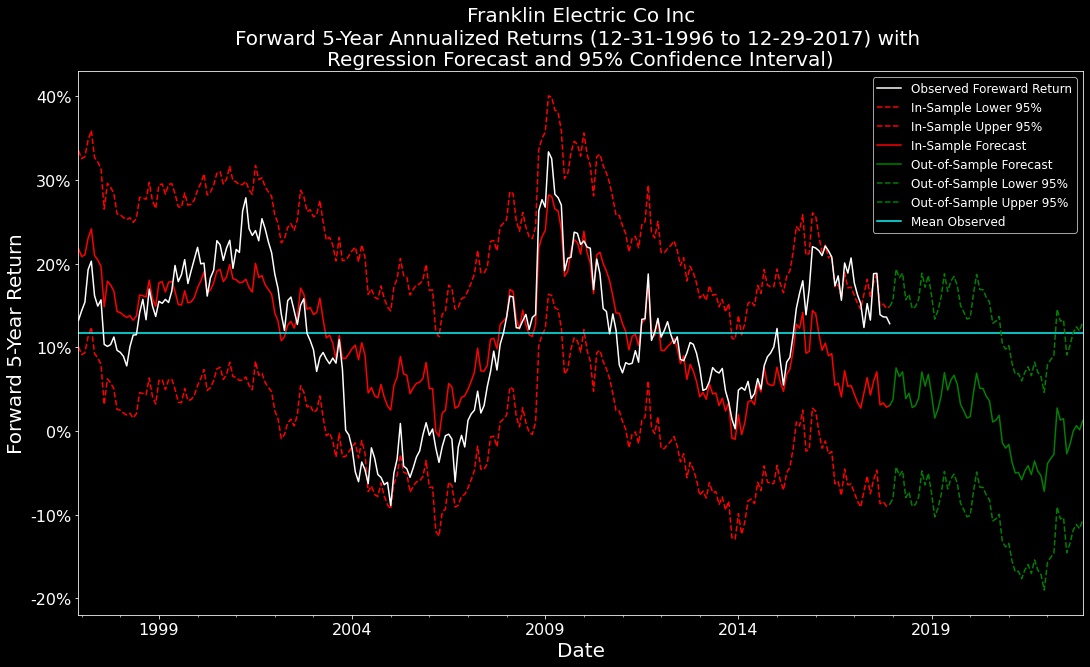 Franklin Electric Co Inc
Forward 5-Year Annualized Returns (12-31-1996 to 12-29-2017) with
Regression Forecast and 95% Confidence Interval)
Forward 5-Year Return
40%
30%
20%
10%
0%
-10%
-20%
Observed Foreward Return
In-Sample Lower 95%
In-Sample Upper 95%
In-Sample Forecast
Out-of-Sample Forecast
Out-of-Sample Lower 95%
Out-of-Sample Upper 95%
Mean Observed
1999 2004 2009 2014 2019
Date